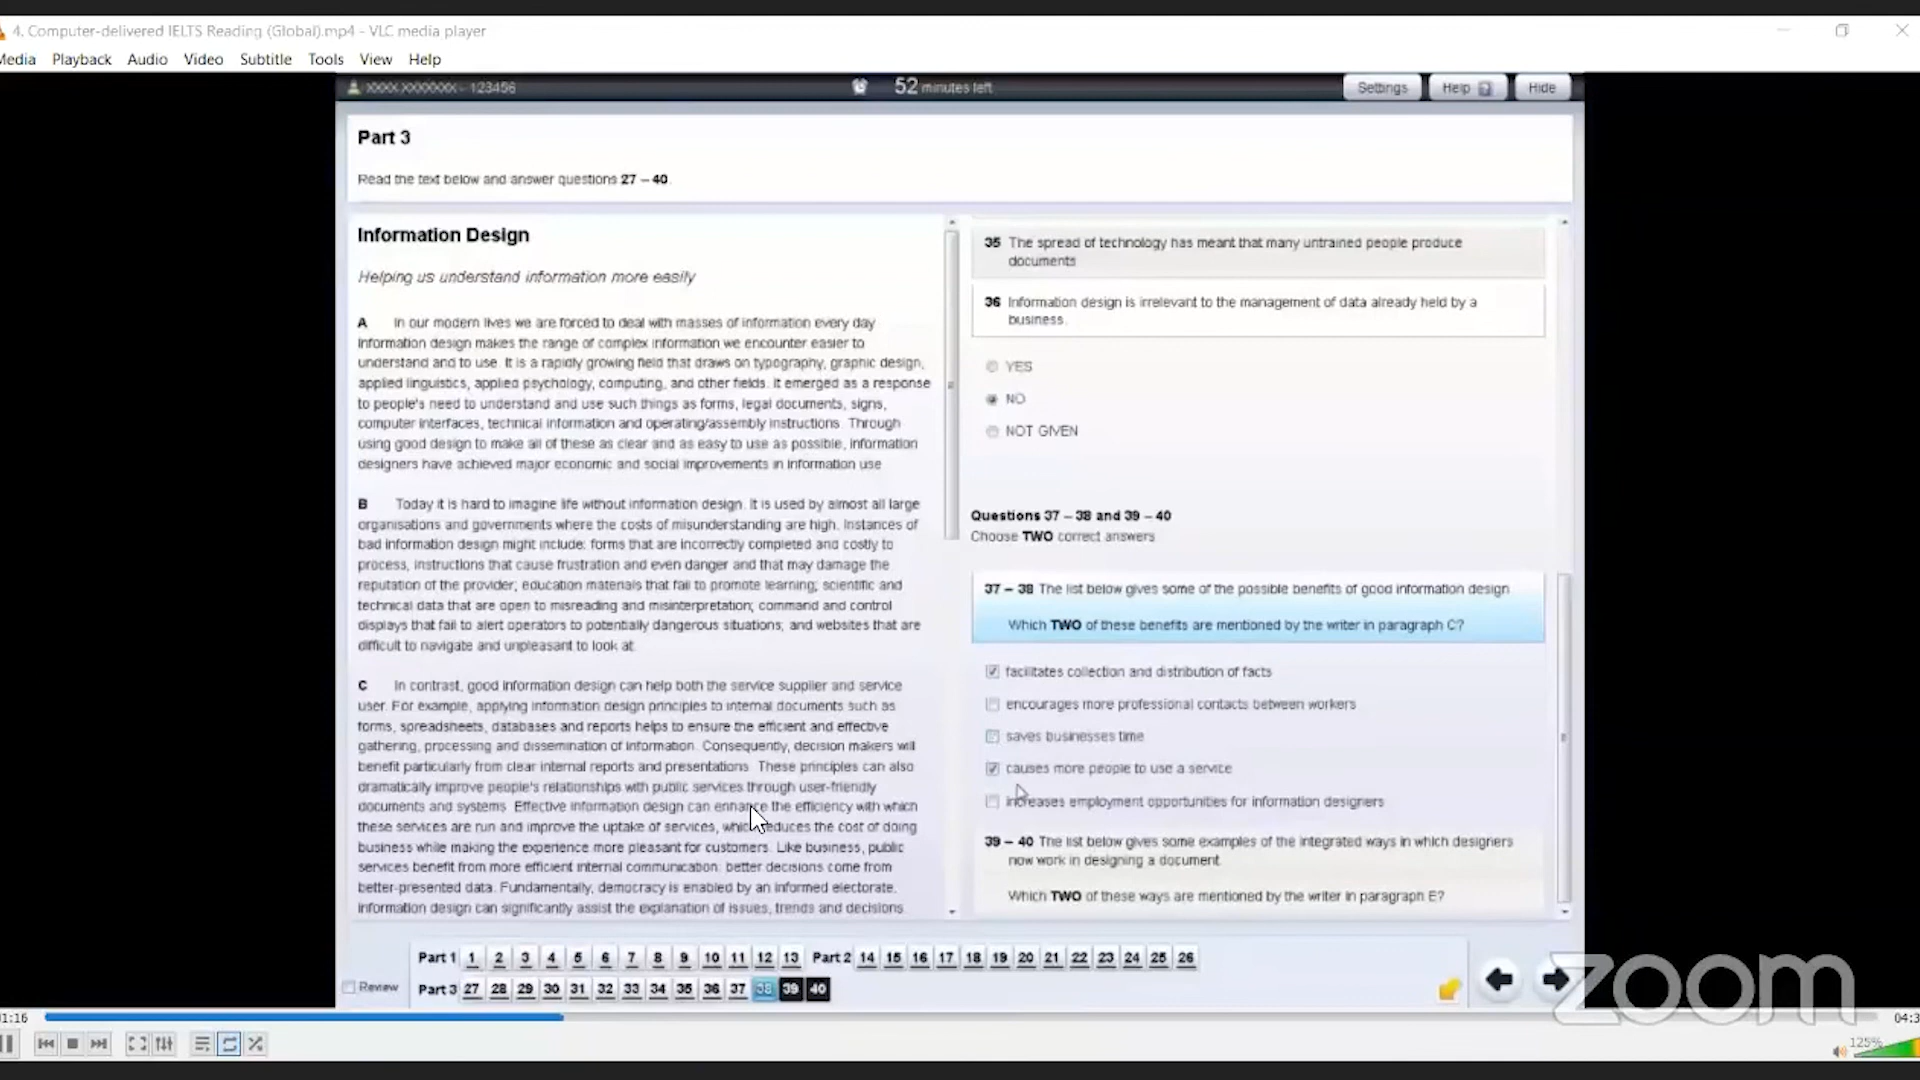 4. Computer-delivered IELTS Reading (Global).mp4 - VLC media player
Media Playback Audio Video Subtitle Tools View Help
XXXX XXXXXXX - 123456
52 minutes left
Settings Help ? Hide
Part 3
Read the text below and answer questions 27 – 40.
Information Design
Helping us understand information more easily
A In our modern lives we are forced to deal with masses of information every day
Information design makes the range of complex information we encounter easier to
understand and to use. It is a rapidly growing field that draws on typography, graphic design,
applied linguistics, applied psychology, computing, and other fields. It emerged as a response
to people's need to understand and use such things as forms, legal documents, signs,
computer interfaces, technical information and operating/assembly instructions. Through
using good design to make all of these as clear and as easy to use as possible, information
designers have achieved major economic and social improvements in information use
B Today it is hard to imagine life without information design. It is used by almost all large
organisations and governments where the costs of misunderstanding are high. Instances of
bad information design might include: forms that are incorrectly completed and costly to
process, instructions that cause frustration and even danger and that may damage the
reputation of the provider; education materials that fail to promote learning; scientific and
technical data that are open to misreading and misinterpretation; command and control
displays that fail to alert operators to potentially dangerous situations; and websites that are
difficult to navigate and unpleasant to look at.
C In contrast, good information design can help both the service supplier and service
user. For example, applying information design principles to internal documents such as
forms, spreadsheets, databases and reports helps to ensure the efficient and effective
gathering, processing and dissemination of information. Consequently, decision makers will
benefit particularly from clear internal reports and presentations. These principles can also
dramatically improve people's relationships with public services through user-friendly
documents and systems. Effective information design can enhance the efficiency with which
these services are run and improve the uptake of services, which reduces the cost of doing
business while making the experience more pleasant for customers. Like business, public
services benefit from more efficient internal communication: better decisions come from
better-presented data. Fundamentally, democracy is enabled by an informed electorate.
Information design can significantly assist the explanation of issues, trends and decisions.
35 The spread of technology has meant that many untrained people produce
documents
36 Information design is irrelevant to the management of data already held by a
business.
YES
NO
NOT GIVEN
Questions 37 – 38 and 39 – 40
Choose TWO correct answers
37 – 38 The list below gives some of the possible benefits of good information design
Which TWO of these benefits are mentioned by the writer in paragraph C?
facilitates collection and distribution of facts
encourages more professional contacts between workers
saves businesses time
causes more people to use a service
increases employment opportunities for information designers
39 – 40 The list below gives some examples of the integrated ways in which designers
now work in designing a document
Which TWO of these ways are mentioned by the writer in paragraph E?
Part 1 1 2 3 4 5 6 7 8 9 10 11 12 13 Part 2 14 15 16 17 18 19 20 21 22 23 24 25 26
Review Part 3 27 28 29 30 31 32 33 34 35 36 37 38 39 40
zoom
1:16
04:3
125%